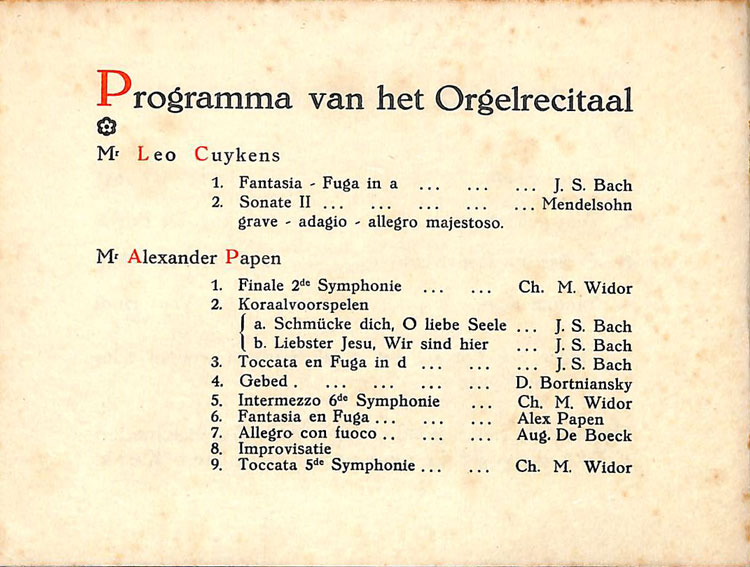 Programma van het Orgelrecitaal
Mr Leo Cuykens
1. Fantasia - Fuga in a ... ... ... J. S. Bach
2. Sonate II ... ... ... ... ... Mendelsohn
grave - adagio - allegro majestoso.
Mr Alexander Papen
1. Finale 2de Symphonie ... ... Ch. M. Widor
2. Koraalvoorspelen
a. Schmücke dich, O liebe Seele ... J. S. Bach
b. Liebster Jesu, Wir sind hier ... J. S. Bach
3. Toccata en Fuga in d ... ... ... J. S. Bach
4. Gebed . ... ... ... ... D. Bortniansky
5. Intermezzo 6de Symphonie ... Ch. M. Widor
6. Fantasia en Fuga ... ... ... Alex Papen
7. Allegro con fuoco .. ... ... Aug. De Boeck
8. Improvisatie
9. Toccata 5de Symphonie ... ... Ch. M. Widor